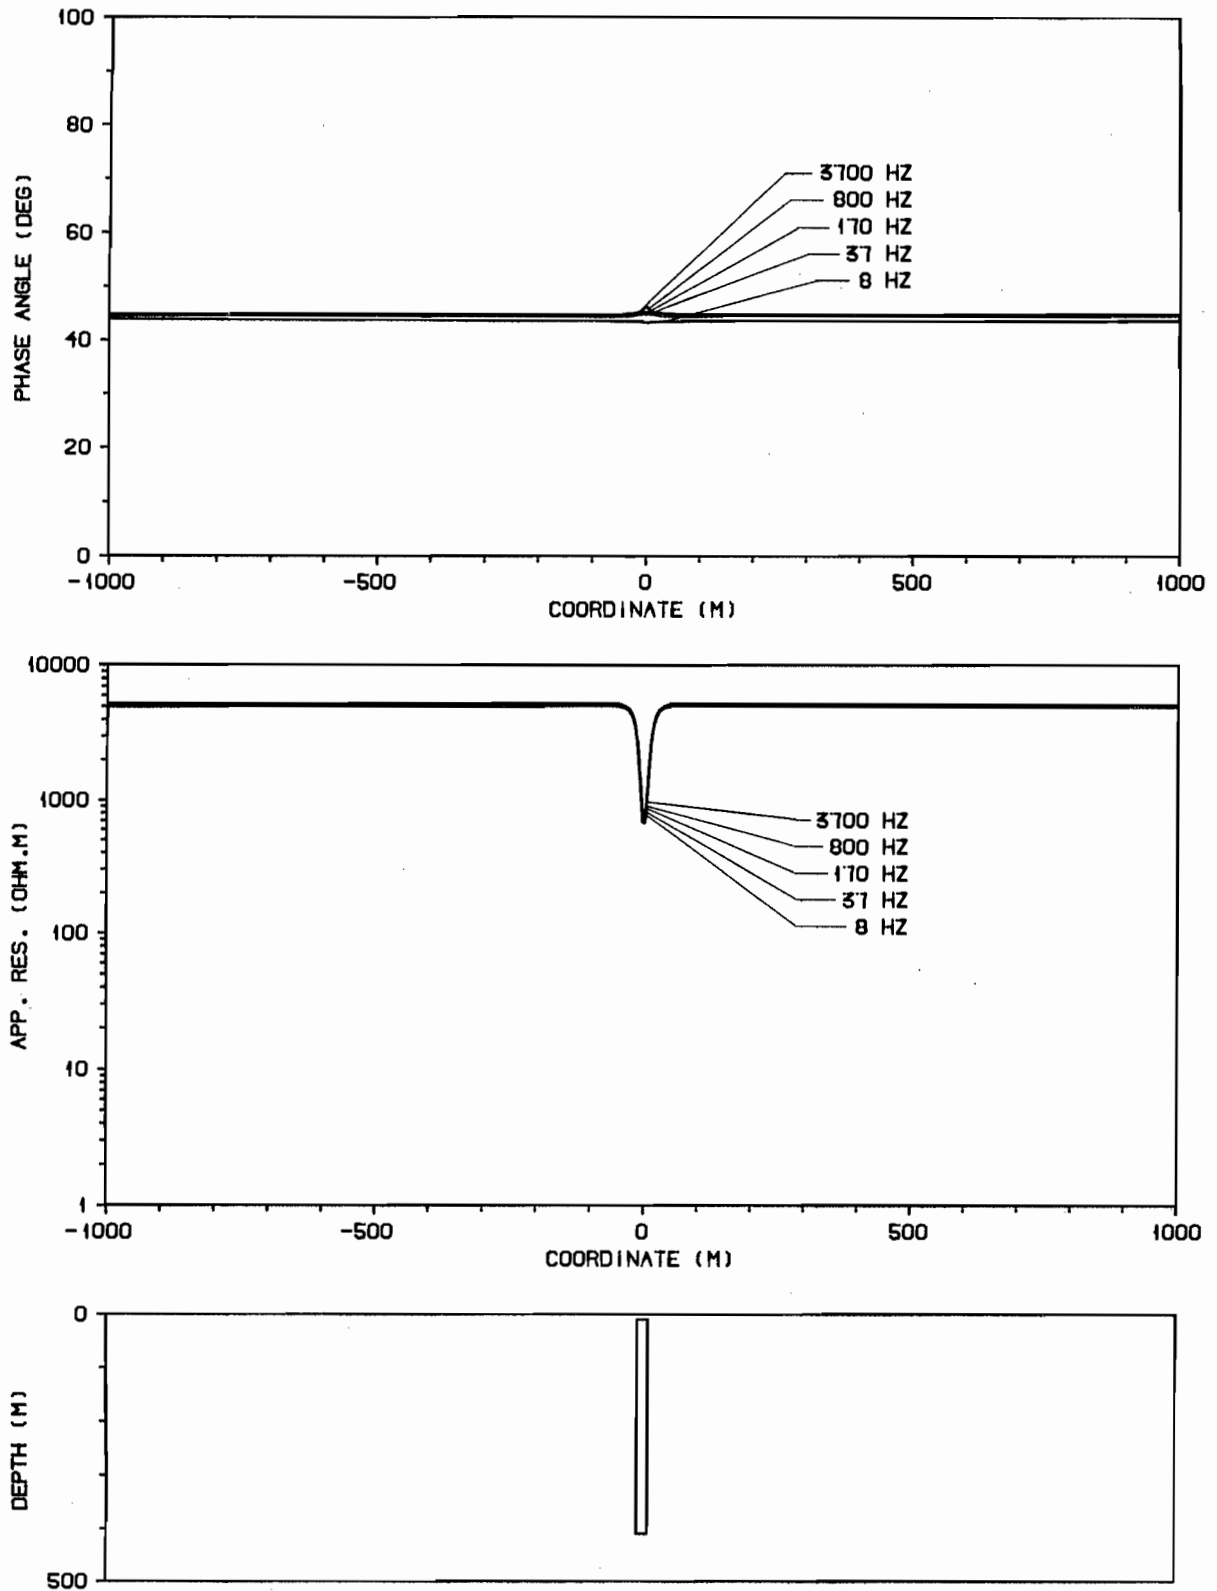 100
80
60
40
20
0
PHASE ANGLE (DEG)
3700 HZ
800 HZ
170 HZ
37 HZ
8 HZ
-1000 -500 0 500 1000
COORDINATE (M)
10000
1000
100
10
1
APP. RES. (OHM.M)
3700 HZ
800 HZ
170 HZ
37 HZ
8 HZ
-1000 -500 0 500 1000
COORDINATE (M)
0
500
DEPTH (M)